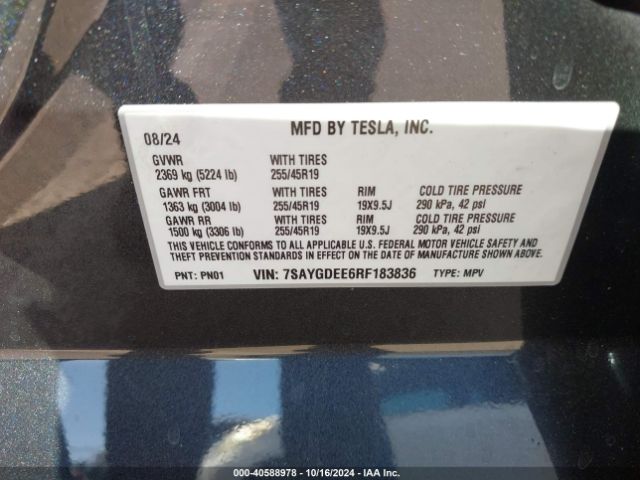 MFD BY TESLA, INC.
08/24
GVWR WITH TIRES
2369 kg (5224 lb) 255/45R19
GAWR FRT WITH TIRES RIM COLD TIRE PRESSURE
1363 kg (3004 lb) 255/45R19 19X9.5J 290 kPa, 42 psi
GAWR RR WITH TIRES RIM COLD TIRE PRESSURE
1500 kg (3306 lb) 255/45R19 19X9.5J 290 kPa, 42 psi
THIS VEHICLE CONFORMS TO ALL APPLICABLE U.S. FEDERAL MOTOR VEHICLE SAFETY AND
THEFT PREVENTION STANDARDS IN EFFECT ON THE DATE OF MANUFACTURE SHOWN ABOVE.
PNT: PN01 VIN: 7SAYGDEE6RF183836 TYPE: MPV
000-40588978 - 10/16/2024 - IAA Inc.